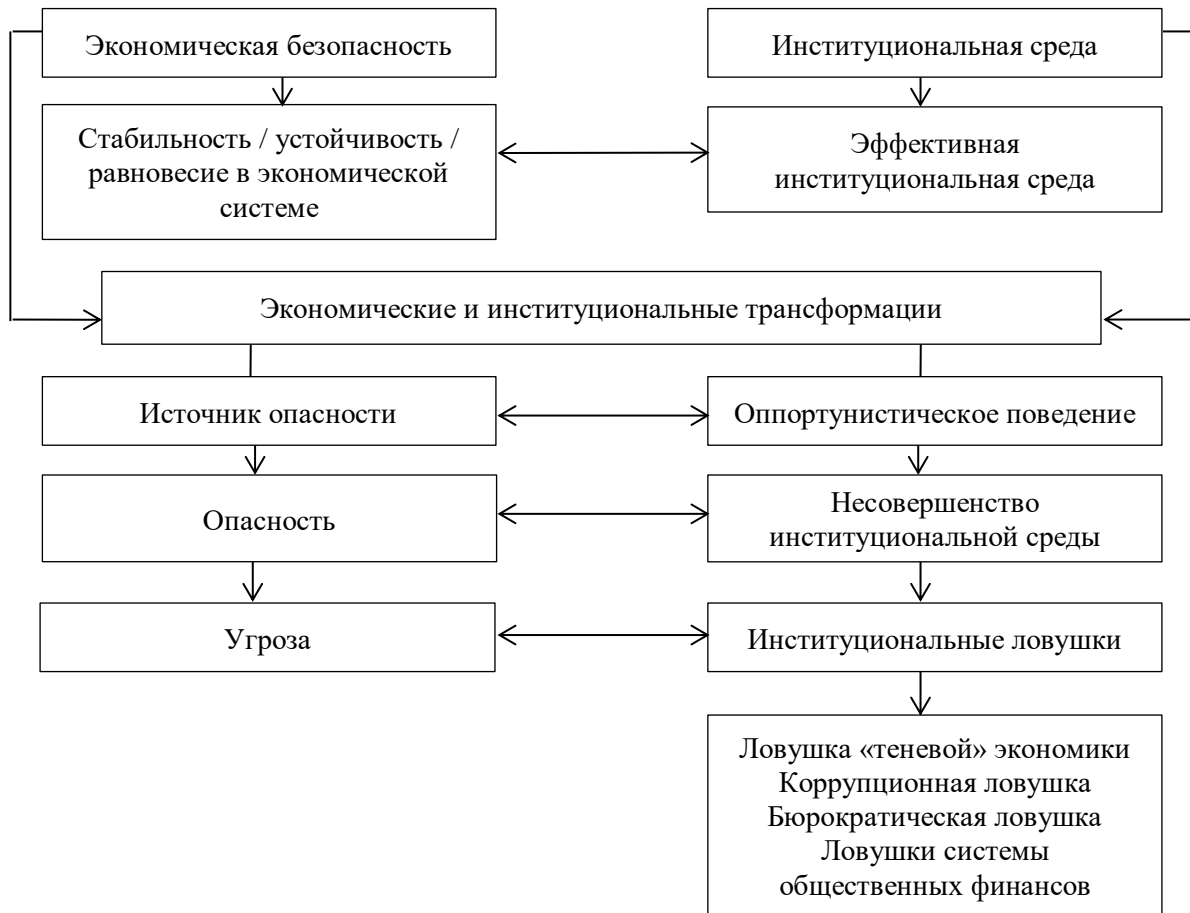 Экономическая безопасность
Институциональная среда
Стабильность / устойчивость /
равновесие в экономической
системе
Эффективная
институциональная среда
Экономические и институциональные трансформации
Источник опасности
Оппортунистическое поведение
Опасность
Несовершенство
институциональной среды
Угроза
Институциональные ловушки
Ловушка «теневой» экономики
Коррупционная ловушка
Бюрократическая ловушка
Ловушки системы
общественных финансов